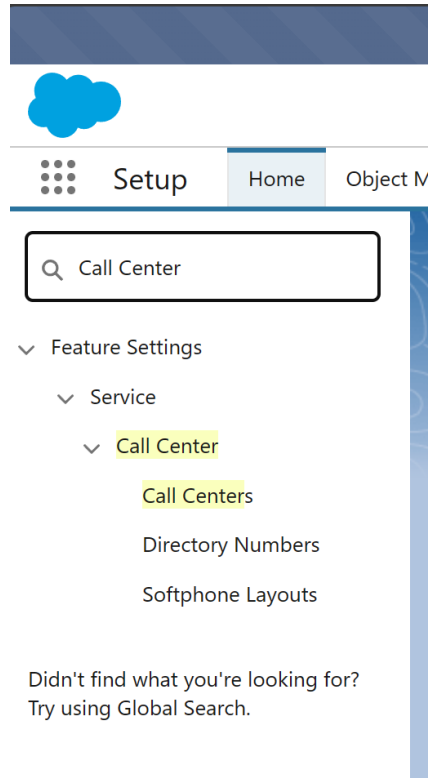 Setup
Home
Object M
Call Center
Feature Settings
Service
Call Center
Call Centers
Directory Numbers
Softphone Layouts
Didn't find what you're looking for?
Try using Global Search.